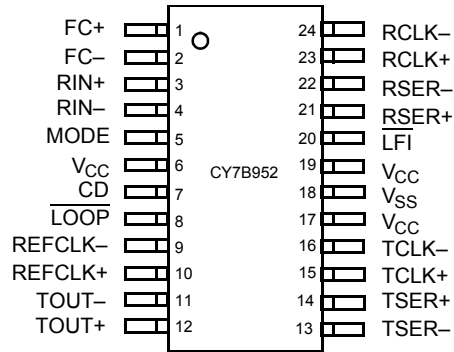 FC+ 1 24 RCLK–
FC– 2 23 RCLK+
RIN+ 3 22 RSER–
RIN– 4 21 RSER+
MODE 5 20 L̅F̅I̅
VCC 6 CY7B952 19 VCC
CD 7 18 VSS
L̅O̅O̅P̅ 8 17 VCC
REFCLK– 9 16 TCLK–
REFCLK+ 10 15 TCLK+
TOUT– 11 14 TSER+
TOUT+ 12 13 TSER–